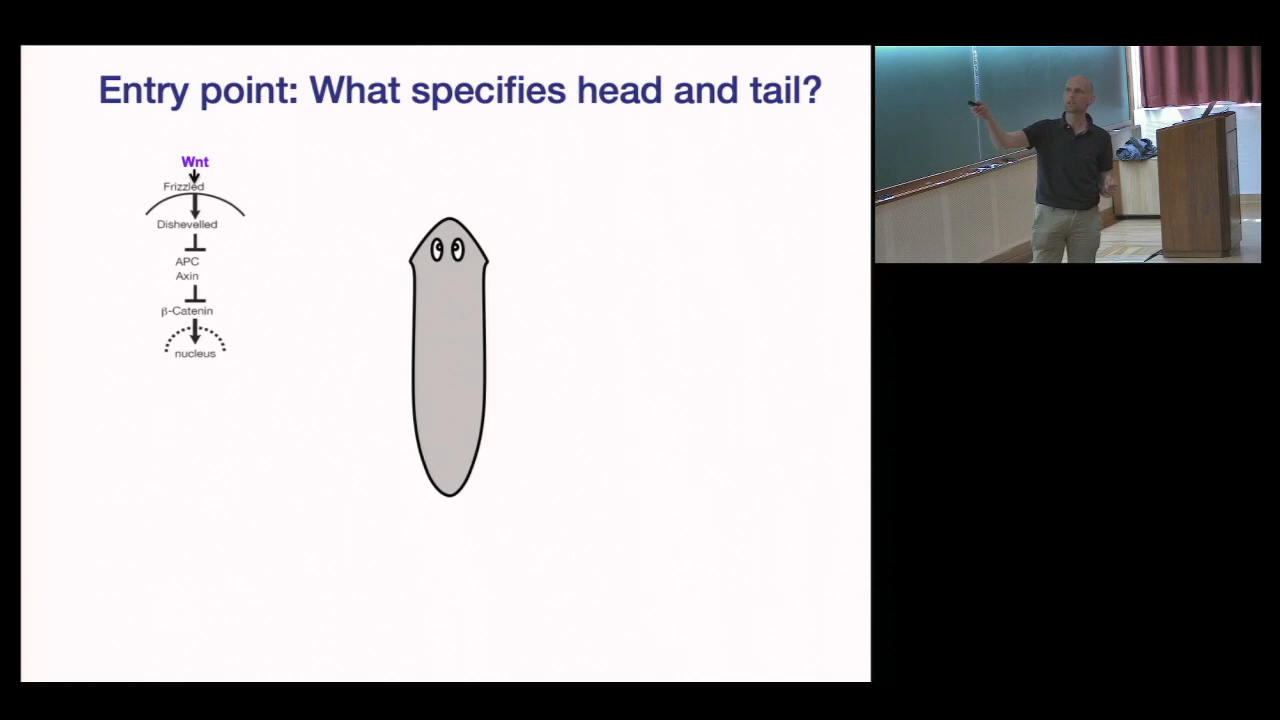 Entry point: What specifies head and tail?
Wnt
Frizzled
Dishevelled
APC
Axin
β-Catenin
nucleus